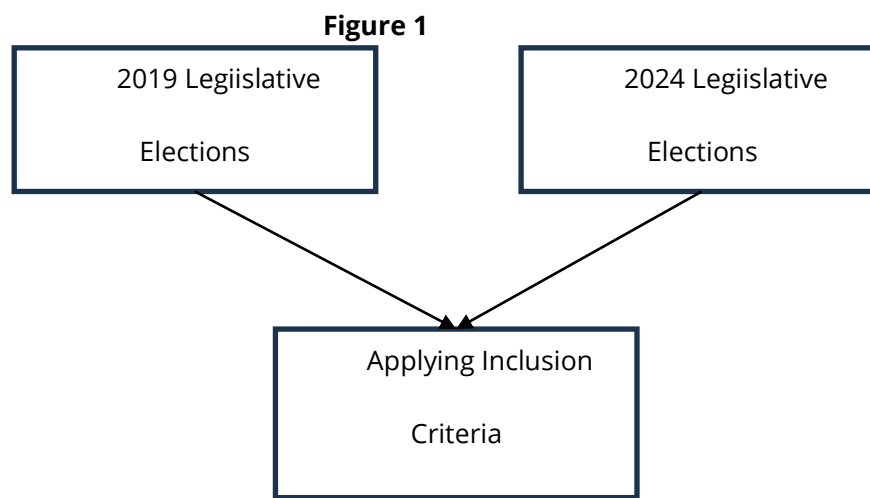 Figure 1
2019 Legiislative
Elections
2024 Legiislative
Elections
Applying Inclusion
Criteria